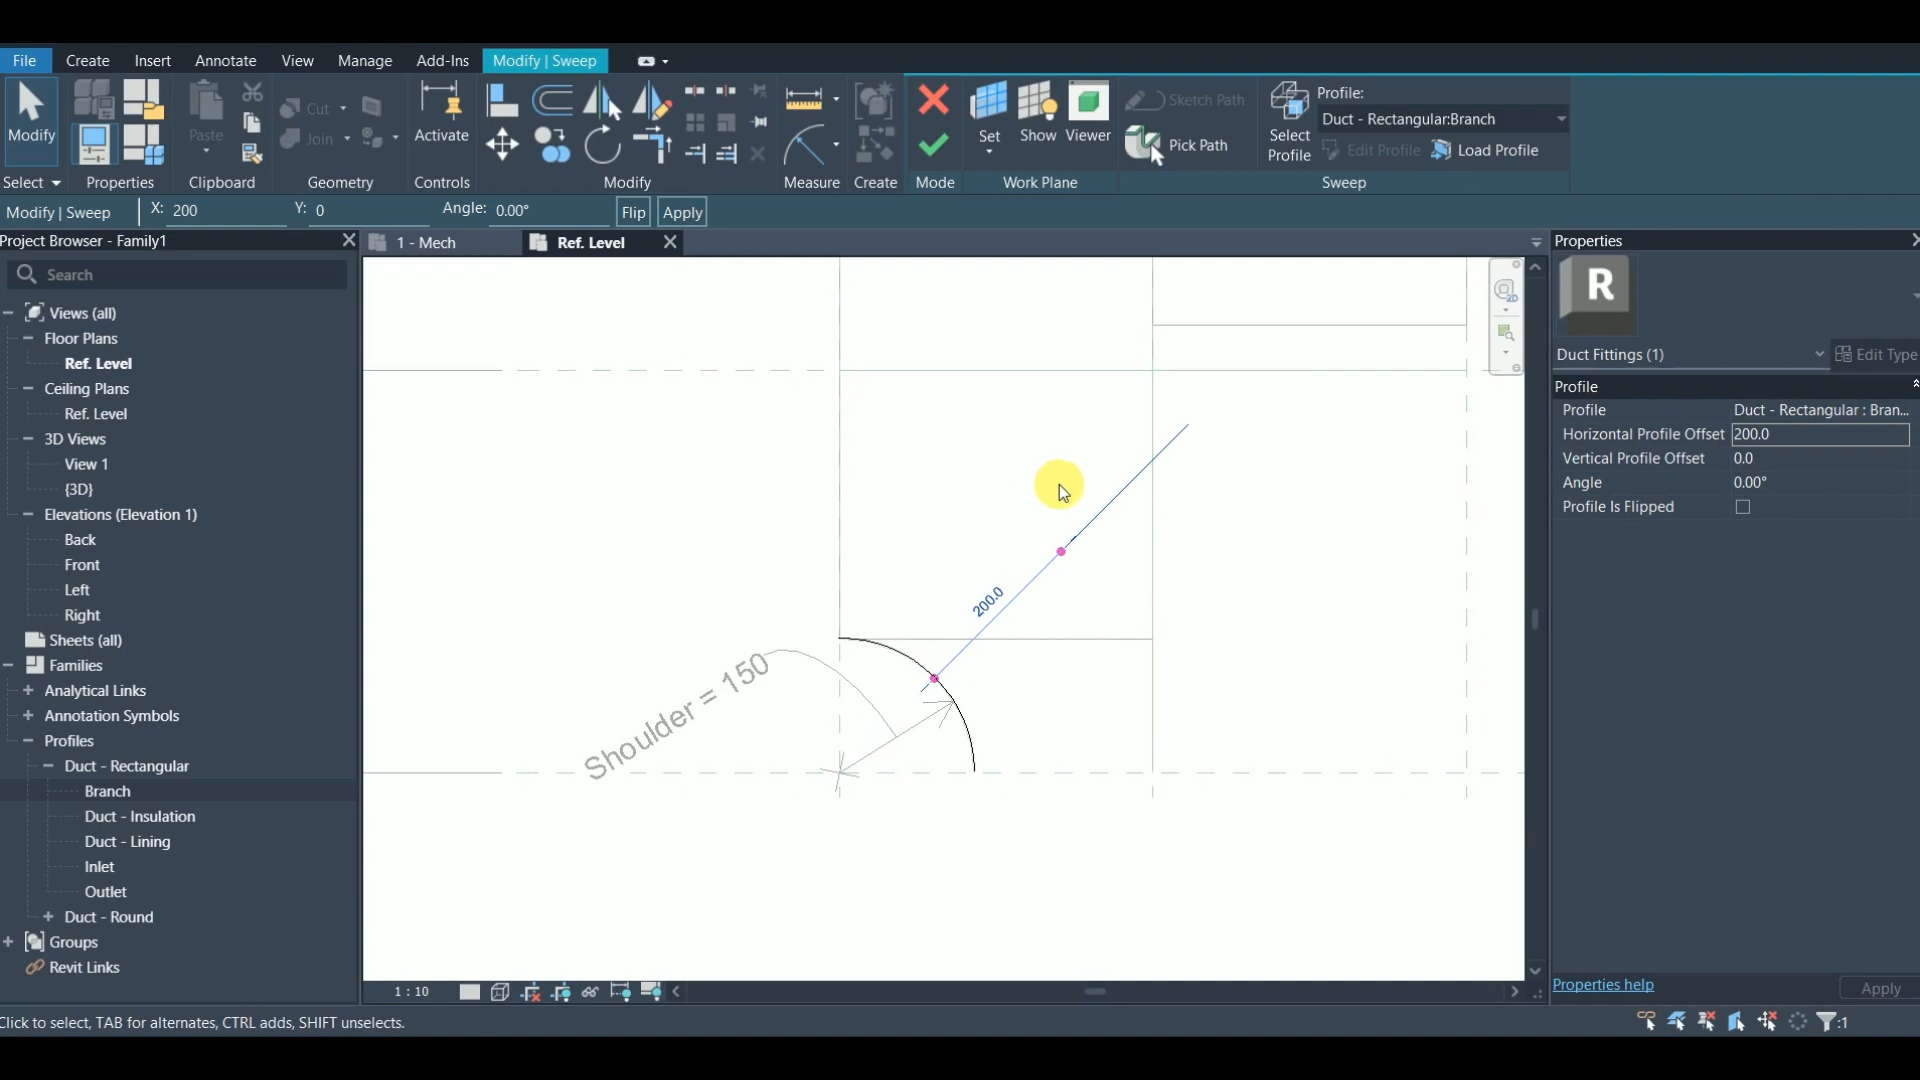 File Create Insert Annotate View Manage Add-Ins Modify | Sweep
Modify
Paste
Cut
Join
Activate
Set
Show
Viewer
Sketch Path
Pick Path
Select
Profile
Profile:
Duct - Rectangular:Branch
Edit Profile Load Profile
Select Properties Clipboard Geometry Controls Modify Measure Create Mode Work Plane Sweep
Modify | Sweep X: 200 Y: 0 Angle: 0.00° Flip Apply
Project Browser - Family1
Search
Views (all)
Floor Plans
Ref. Level
Ceiling Plans
Ref. Level
3D Views
View 1
{3D}
Elevations (Elevation 1)
Back
Front
Left
Right
Sheets (all)
Families
Analytical Links
Annotation Symbols
Profiles
Duct - Rectangular
Branch
Duct - Insulation
Duct - Lining
Inlet
Outlet
Duct - Round
Groups
Revit Links
1 - Mech Ref. Level
2D
200.0
Shoulder = 150
1 : 10
Properties
R
Duct Fittings (1) Edit Type
Profile
Profile Duct - Rectangular : Bran...
Horizontal Profile Offset 200.0
Vertical Profile Offset 0.0
Angle 0.00°
Profile Is Flipped
Properties help Apply
Click to select, TAB for alternates, CTRL adds, SHIFT unselects.
:1